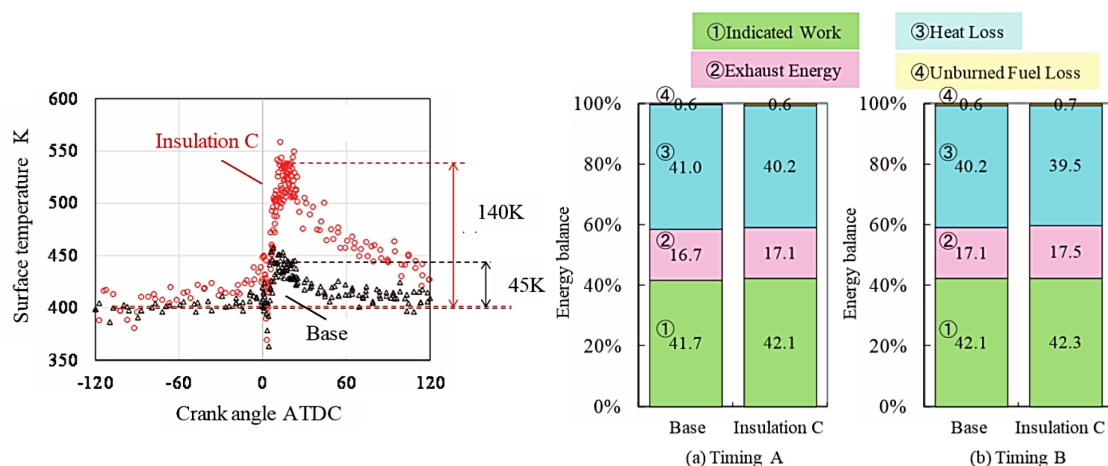 Surface temperature K
600
550
500
450
400
350
-120
-60
0
60
120
Crank angle ATDC
Insulation C
Base
140K
45K
①Indicated Work
③Heat Loss
②Exhaust Energy
④Unburned Fuel Loss
Energy balance
100%
80%
60%
40%
20%
0%
④
0.6
0.6
③
41.0
40.2
②
16.7
17.1
①
41.7
42.1
Base
Insulation C
(a) Timing A
Energy balance
100%
80%
60%
40%
20%
0%
④
0.6
0.7
③
40.2
39.5
②
17.1
17.5
①
42.1
42.3
Base
Insulation C
(b) Timing B